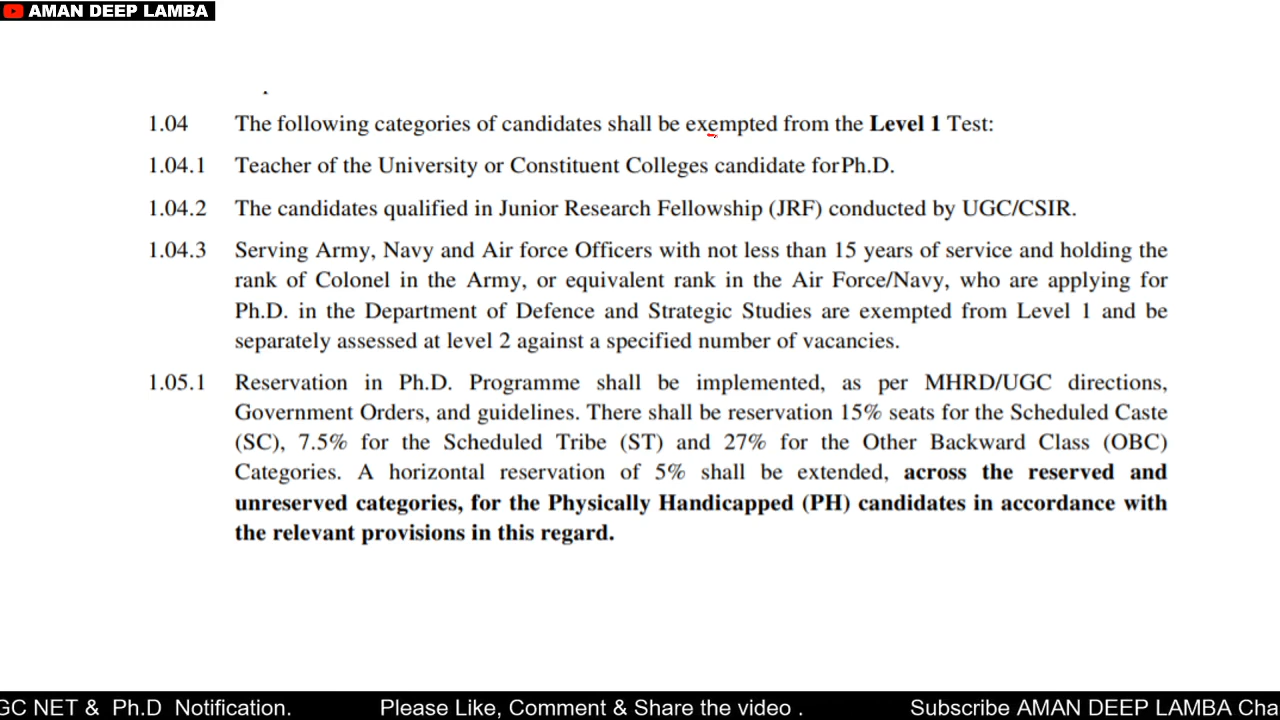 AMAN DEEP LAMBA
1.04 The following categories of candidates shall be exempted from the Level 1 Test:
1.04.1 Teacher of the University or Constituent Colleges candidate forPh.D.
1.04.2 The candidates qualified in Junior Research Fellowship (JRF) conducted by UGC/CSIR.
1.04.3 Serving Army, Navy and Air force Officers with not less than 15 years of service and holding the
rank of Colonel in the Army, or equivalent rank in the Air Force/Navy, who are applying for
Ph.D. in the Department of Defence and Strategic Studies are exempted from Level 1 and be
separately assessed at level 2 against a specified number of vacancies.
1.05.1 Reservation in Ph.D. Programme shall be implemented, as per MHRD/UGC directions,
Government Orders, and guidelines. There shall be reservation 15% seats for the Scheduled Caste
(SC), 7.5% for the Scheduled Tribe (ST) and 27% for the Other Backward Class (OBC)
Categories. A horizontal reservation of 5% shall be extended, across the reserved and
unreserved categories, for the Physically Handicapped (PH) candidates in accordance with
the relevant provisions in this regard.
GC NET & Ph.D Notification. Please Like, Comment & Share the video . Subscribe AMAN DEEP LAMBA Cha